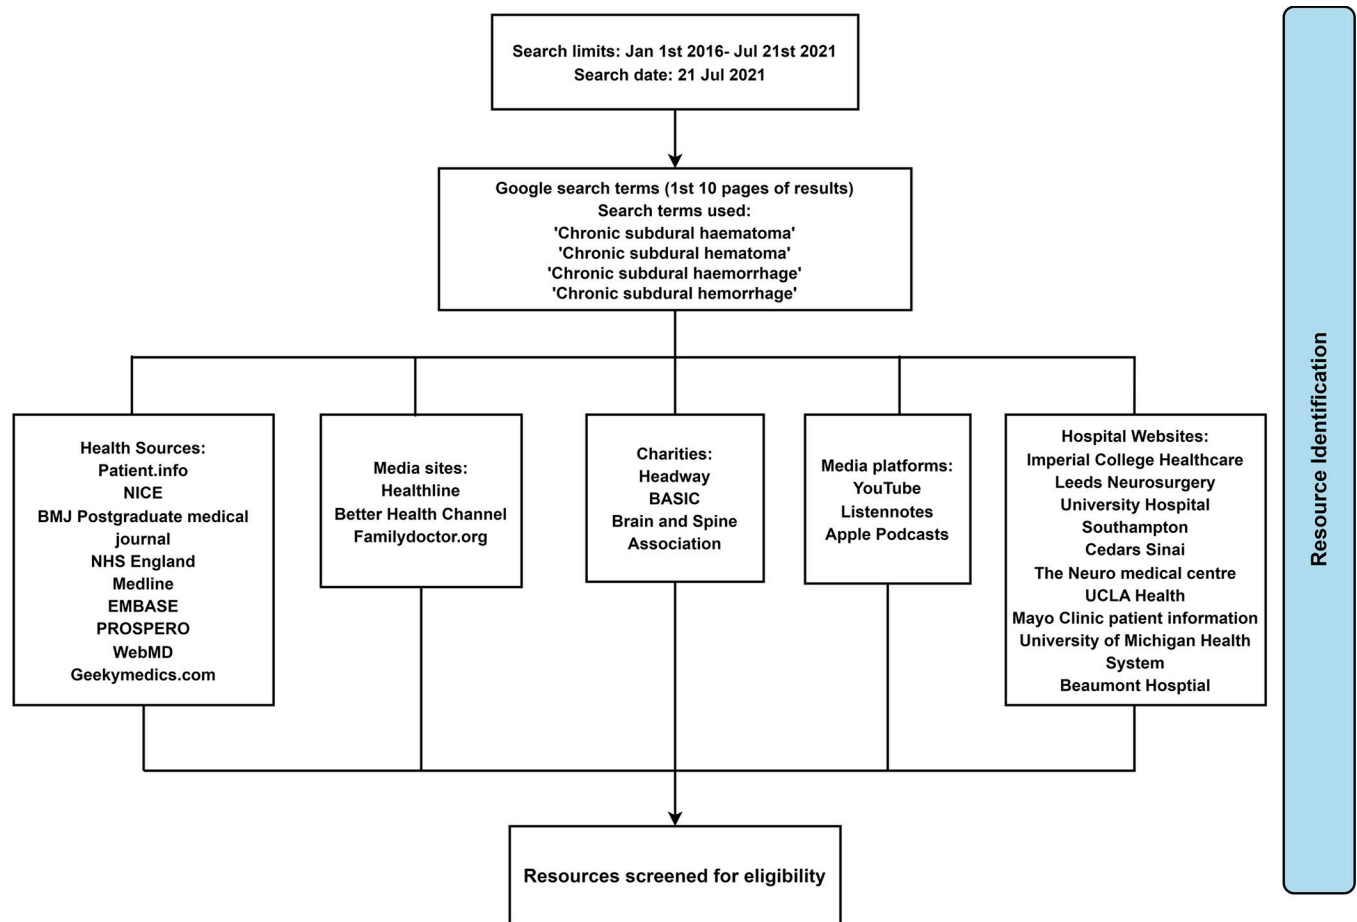 Search limits: Jan 1st 2016- Jul 21st 2021
Search date: 21 Jul 2021
Google search terms (1st 10 pages of results)
Search terms used:
'Chronic subdural haematoma'
'Chronic subdural hematoma'
'Chronic subdural haemorrhage'
'Chronic subdural hemorrhage'
Health Sources:
Patient.info
NICE
BMJ Postgraduate medical
journal
NHS England
Medline
EMBASE
PROSPERO
WebMD
Geekymedics.com
Media sites:
Healthline
Better Health Channel
Familydoctor.org
Charities:
Headway
BASIC
Brain and Spine
Association
Media platforms:
YouTube
Listennotes
Apple Podcasts
Hospital Websites:
Imperial College Healthcare
Leeds Neurosurgery
University Hospital
Southampton
Cedars Sinai
The Neuro medical centre
UCLA Health
Mayo Clinic patient information
University of Michigan Health
System
Beaumont Hosptial
Resources screened for eligibility
Resource Identification